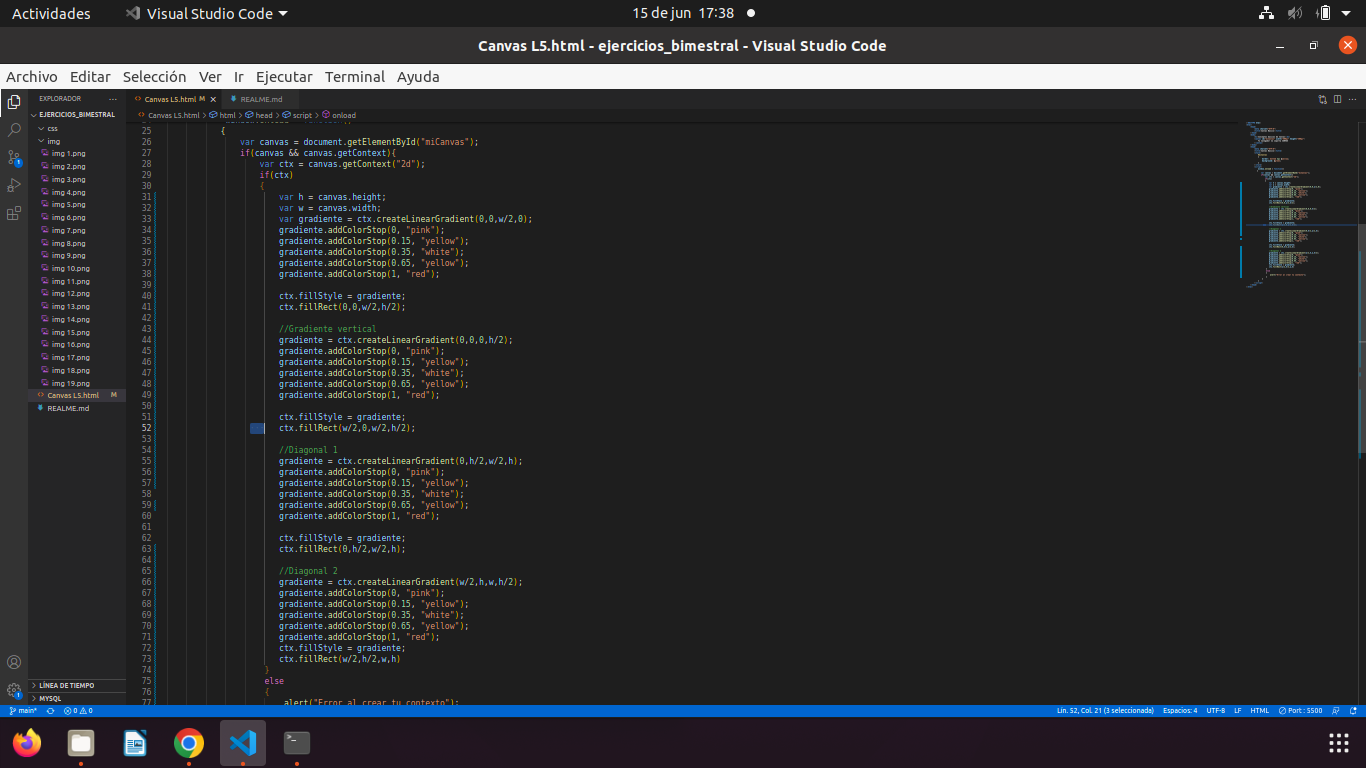 Actividades
Visual Studio Code
15 de jun 17:38
Canvas L5.html - ejercicios_bimestral - Visual Studio Code
Archivo Editar Selección Ver Ir Ejecutar Terminal Ayuda
EXPLORADOR
EJERCICIOS_BIMESTRAL
css
img
img 1.png
img 2.png
img 3.png
img 4.png
img 5.png
img 6.png
img 7.png
img 8.png
img 9.png
img 10.png
img 11.png
img 12.png
img 13.png
img 14.png
img 15.png
img 16.png
img 17.png
img 18.png
img 19.png
Canvas L5.html M
REALME.md
LÍNEA DE TIEMPO
MYSQL
Canvas L5.html M
REALME.md
Canvas L5.html > html > head > script > onload
25 {
26 var canvas = document.getElementById("miCanvas");
27 if(canvas && canvas.getContext){
28 var ctx = canvas.getContext("2d");
29 if(ctx)
30 {
31 var h = canvas.height;
32 var w = canvas.width;
33 var gradiente = ctx.createLinearGradient(0,0,w/2,0);
34 gradiente.addColorStop(0, "pink");
35 gradiente.addColorStop(0.15, "yellow");
36 gradiente.addColorStop(0.35, "white");
37 gradiente.addColorStop(0.65, "yellow");
38 gradiente.addColorStop(1, "red");
39
40 ctx.fillStyle = gradiente;
41 ctx.fillRect(0,0,w/2,h/2);
42
43 //Gradiente vertical
44 gradiente = ctx.createLinearGradient(0,0,0,h/2);
45 gradiente.addColorStop(0, "pink");
46 gradiente.addColorStop(0.15, "yellow");
47 gradiente.addColorStop(0.35, "white");
48 gradiente.addColorStop(0.65, "yellow");
49 gradiente.addColorStop(1, "red");
50
51 ctx.fillStyle = gradiente;
52 ctx.fillRect(w/2,0,w/2,h/2);
53
54 //Diagonal 1
55 gradiente = ctx.createLinearGradient(0,h/2,w/2,h);
56 gradiente.addColorStop(0, "pink");
57 gradiente.addColorStop(0.15, "yellow");
58 gradiente.addColorStop(0.35, "white");
59 gradiente.addColorStop(0.65, "yellow");
60 gradiente.addColorStop(1, "red");
61
62 ctx.fillStyle = gradiente;
63 ctx.fillRect(0,h/2,w/2,h);
64
65 //Diagonal 2
66 gradiente = ctx.createLinearGradient(w/2,h,w,h/2);
67 gradiente.addColorStop(0, "pink");
68 gradiente.addColorStop(0.15, "yellow");
69 gradiente.addColorStop(0.35, "white");
70 gradiente.addColorStop(0.65, "yellow");
71 gradiente.addColorStop(1, "red");
72 ctx.fillStyle = gradiente;
73 ctx.fillRect(w/2,h/2,w,h)
74 }
75 else
76 {
77 alert("Error al crear tu contexto");
main* 0 0 Lín. 52, Col. 21 (3 seleccionada) Espacios: 4 UTF-8 LF HTML Port : 5500